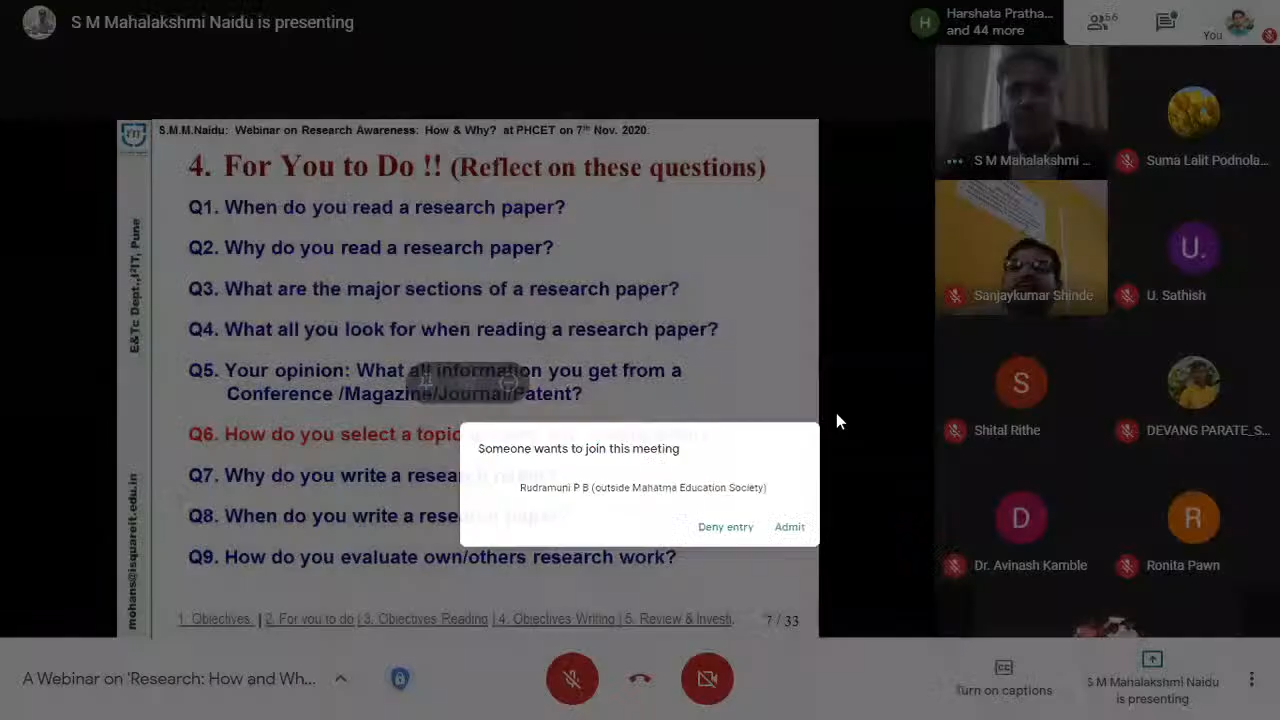 S M Mahalakshmi Naidu is presenting
H
Harshata Pratha...
and 44 more
56
You
S.M.M.Naidu: Webinar on Research Awareness: How & Why? at PHCET on 7th Nov. 2020.
4. For You to Do !! (Reflect on these questions)
Q1. When do you read a research paper?
Q2. Why do you read a research paper?
Q3. What are the major sections of a research paper?
Q4. What all you look for when reading a research paper?
Q5. Your opinion: What all information you get from a
Conference /Magazine/Journal/Patent?
Q6. How do you select a topic
Q7. Why do you write a research
Q8. When do you write a research paper?
Q9. How do you evaluate own/others research work?
1. Objectives. | 2. For you to do | 3. Objectives Reading | 4. Objectives Writing | 5. Review & Investi.
7 / 33
E&Tc Dept.,I²IT, Pune
mohans@isquareit.edu.in
Someone wants to join this meeting
Rudramuni P B (outside Mahatma Education Society)
Deny entry
Admit
S M Mahalakshmi ...
Suma Lalit Podnola...
Sanjaykumar Shinde
U.
U. Sathish
S
Shital Rithe
DEVANG PARATE_S...
D
Dr. Avinash Kamble
R
Ronita Pawn
A Webinar on 'Research: How and Wh...
CC
Turn on captions
S M Mahalakshmi Naidu
is presenting